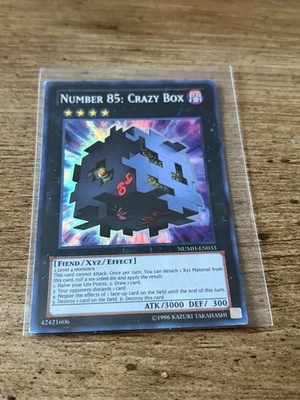 NUMBER 85: CRAZY BOX
85
NUMH-EN033
[FIEND/XYZ/EFFECT]
2 Level 4 monsters
This card cannot attack. Once per turn: You can detach 1 Xyz Material from
this card, roll a six-sided die and apply the result.
1: Halve your Life Points. 2: Draw 1 card.
3: Your opponent discards 1 card.
4: Negate the effects of 1 face-up card on the field until the end of this turn.
5: Destroy 1 card on the field. 6: Destroy this card.
ATK/3000 DEF/ 300
42421606
©1996 KAZUKI TAKAHASHI